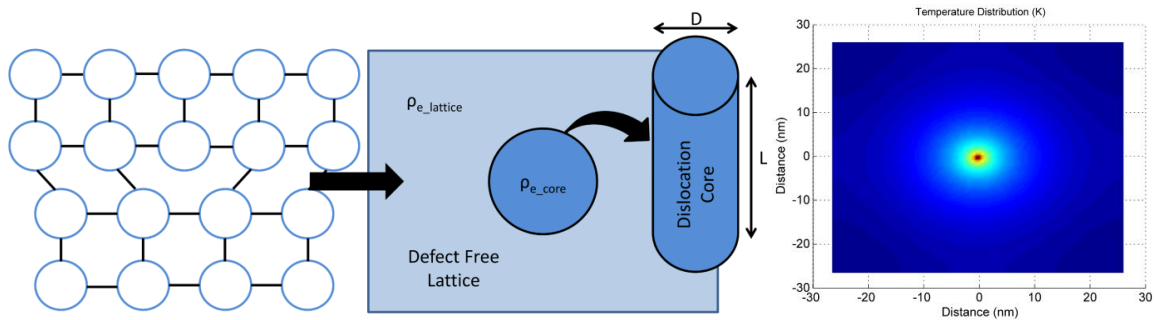 ρe_lattice
ρe_core
Defect Free
Lattice
D
L
Dislocation
Core
Temperature Distribution (K)
Distance (nm)
30
20
10
0
-10
-20
-30
-30
-20
-10
0
10
20
30
Distance (nm)